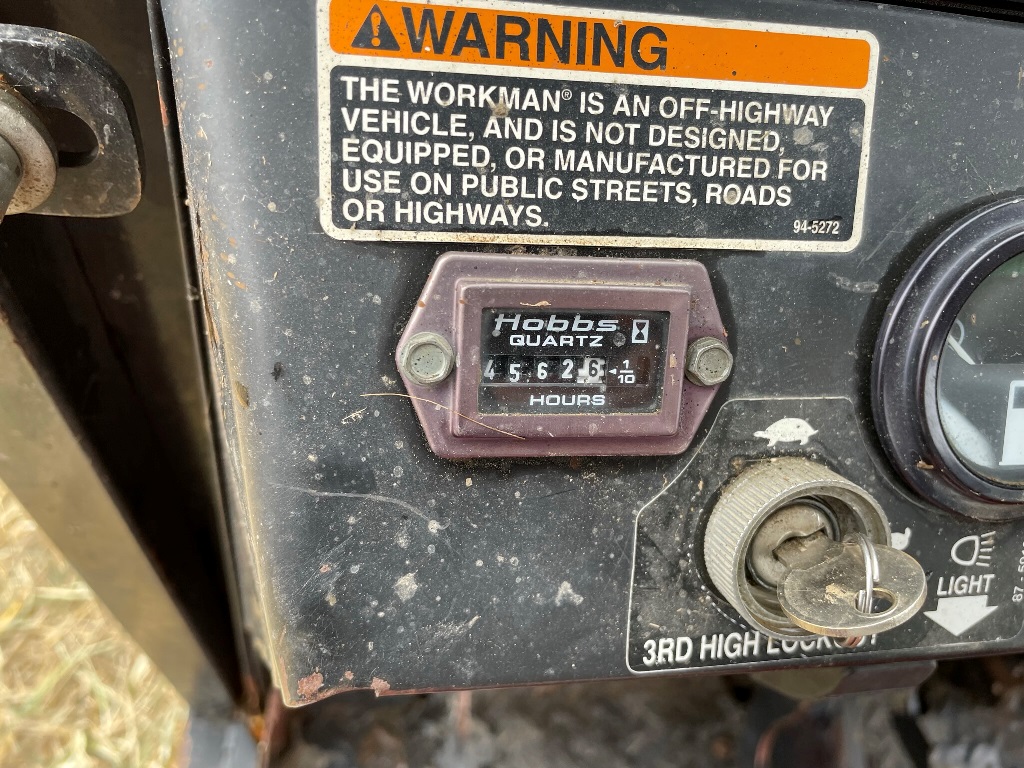 WARNING
THE WORKMAN® IS AN OFF-HIGHWAY
VEHICLE, AND IS NOT DESIGNED,
EQUIPPED, OR MANUFACTURED FOR
USE ON PUBLIC STREETS, ROADS
OR HIGHWAYS.
94-5272
Hobbs
QUARTZ
4 5 6 2 6 1/10
HOURS
LIGHT
3RD HIGH LOCKOUT